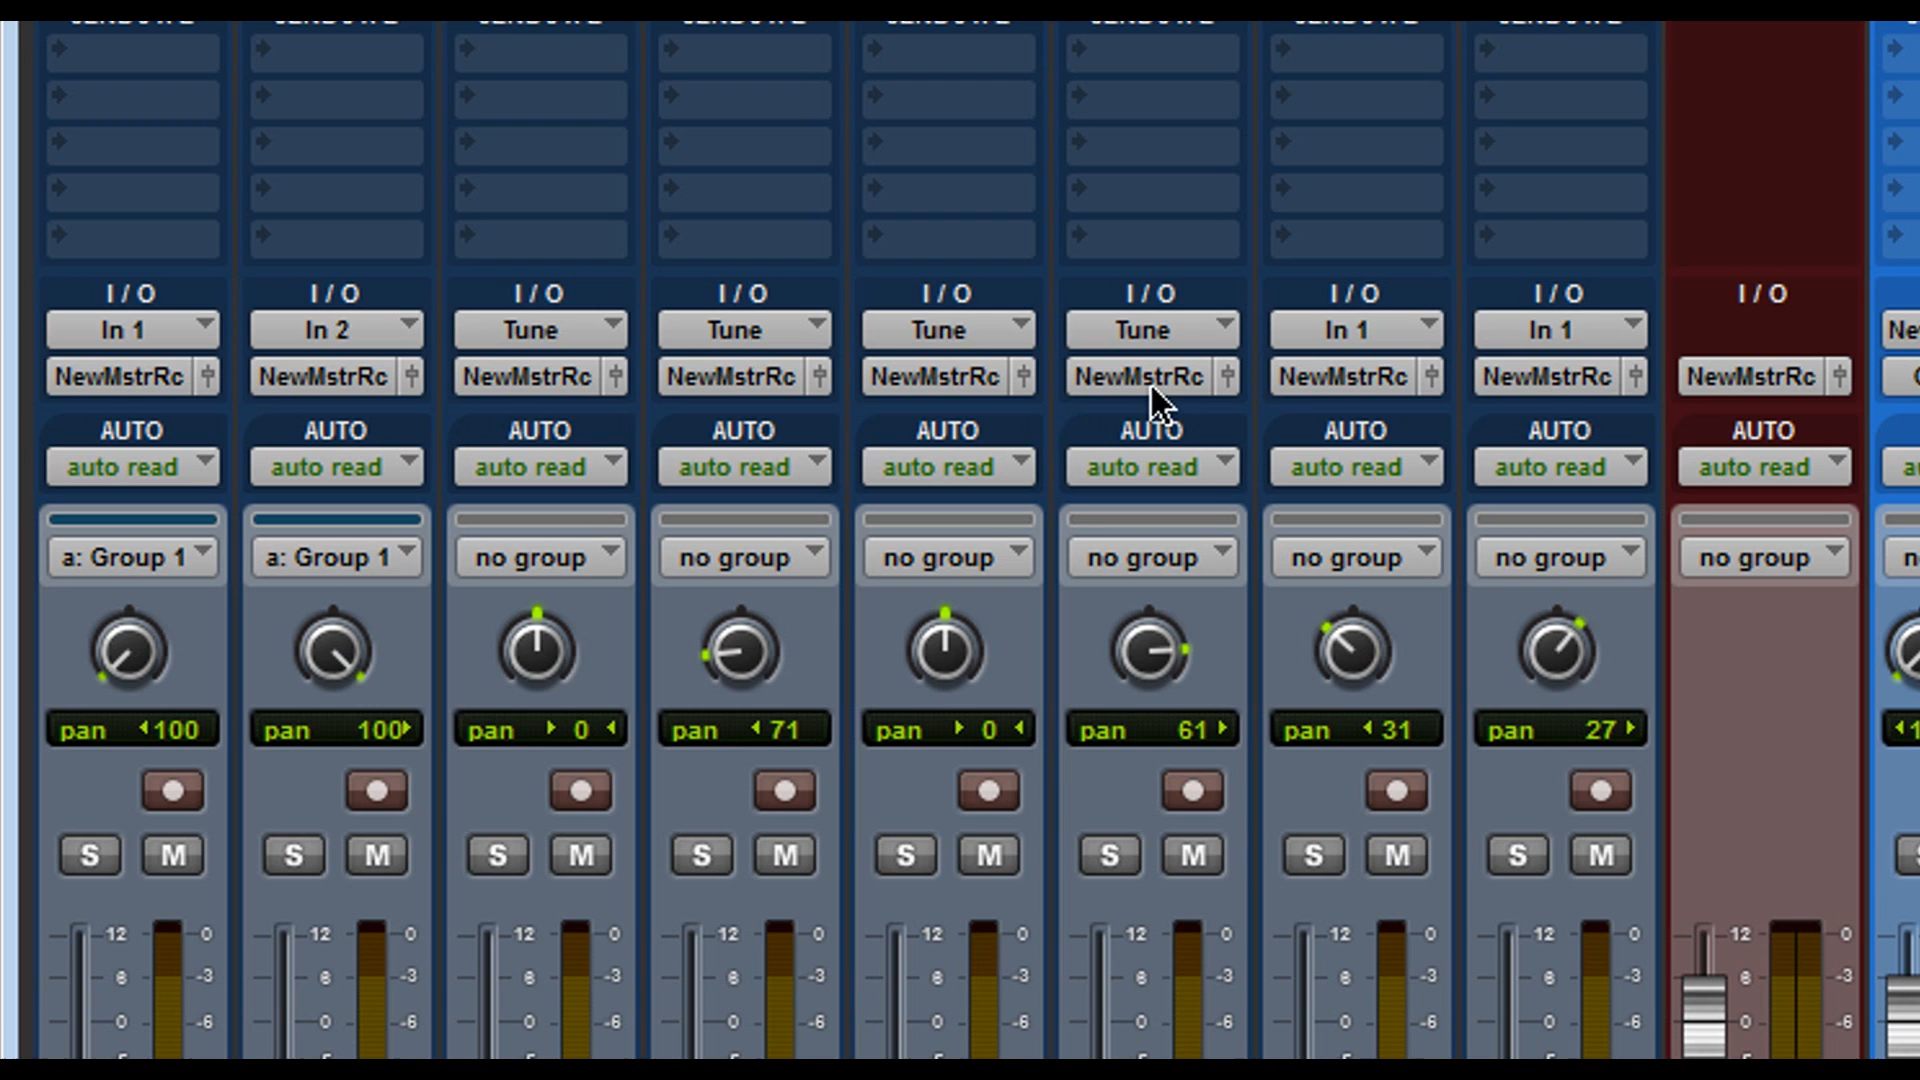 I / O I / O I / O I / O I / O I / O I / O I / O I / O
In 1 In 2 Tune Tune Tune Tune In 1 In 1
NewMstrRc NewMstrRc NewMstrRc NewMstrRc NewMstrRc NewMstrRc NewMstrRc NewMstrRc NewMstrRc
AUTO AUTO AUTO AUTO AUTO AUTO AUTO AUTO AUTO
auto read auto read auto read auto read auto read auto read auto read auto read auto read
a: Group 1 a: Group 1 no group no group no group no group no group no group no group
pan 100 pan 100 pan 0 pan 71 pan 0 pan 61 pan 31 pan 27
S M S M S M S M S M S M S M S M
12 0 12 0 12 0 12 0 12 0 12 0 12 0 12 0 12 0
6 -3 6 -3 6 -3 6 -3 6 -3 6 -3 6 -3 6 -3 6 -3
0 -6 0 -6 0 -6 0 -6 0 -6 0 -6 0 -6 0 -6 0 -6